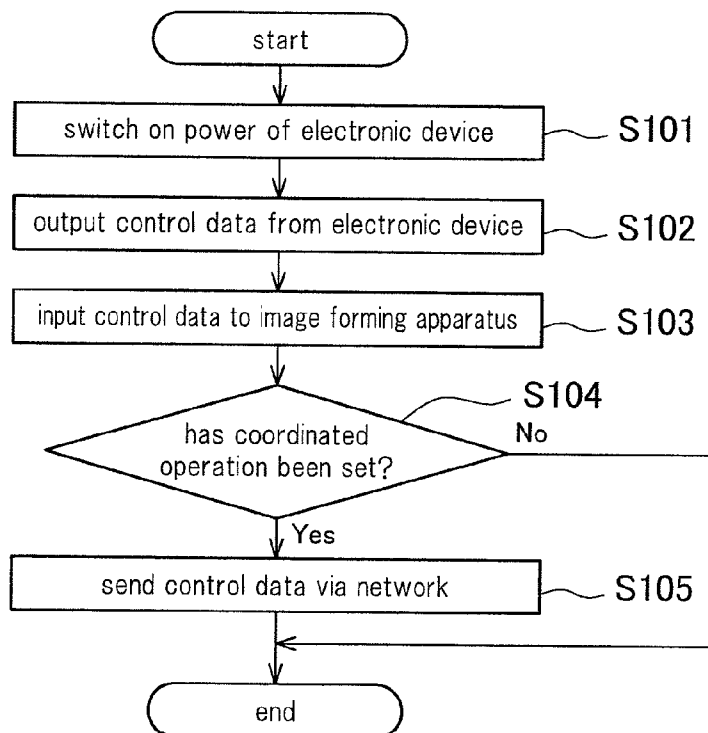 start
switch on power of electronic device
S101
output control data from electronic device
S102
input control data to image forming apparatus
S103
S104
has coordinated
operation been set?
No
Yes
send control data via network
S105
end